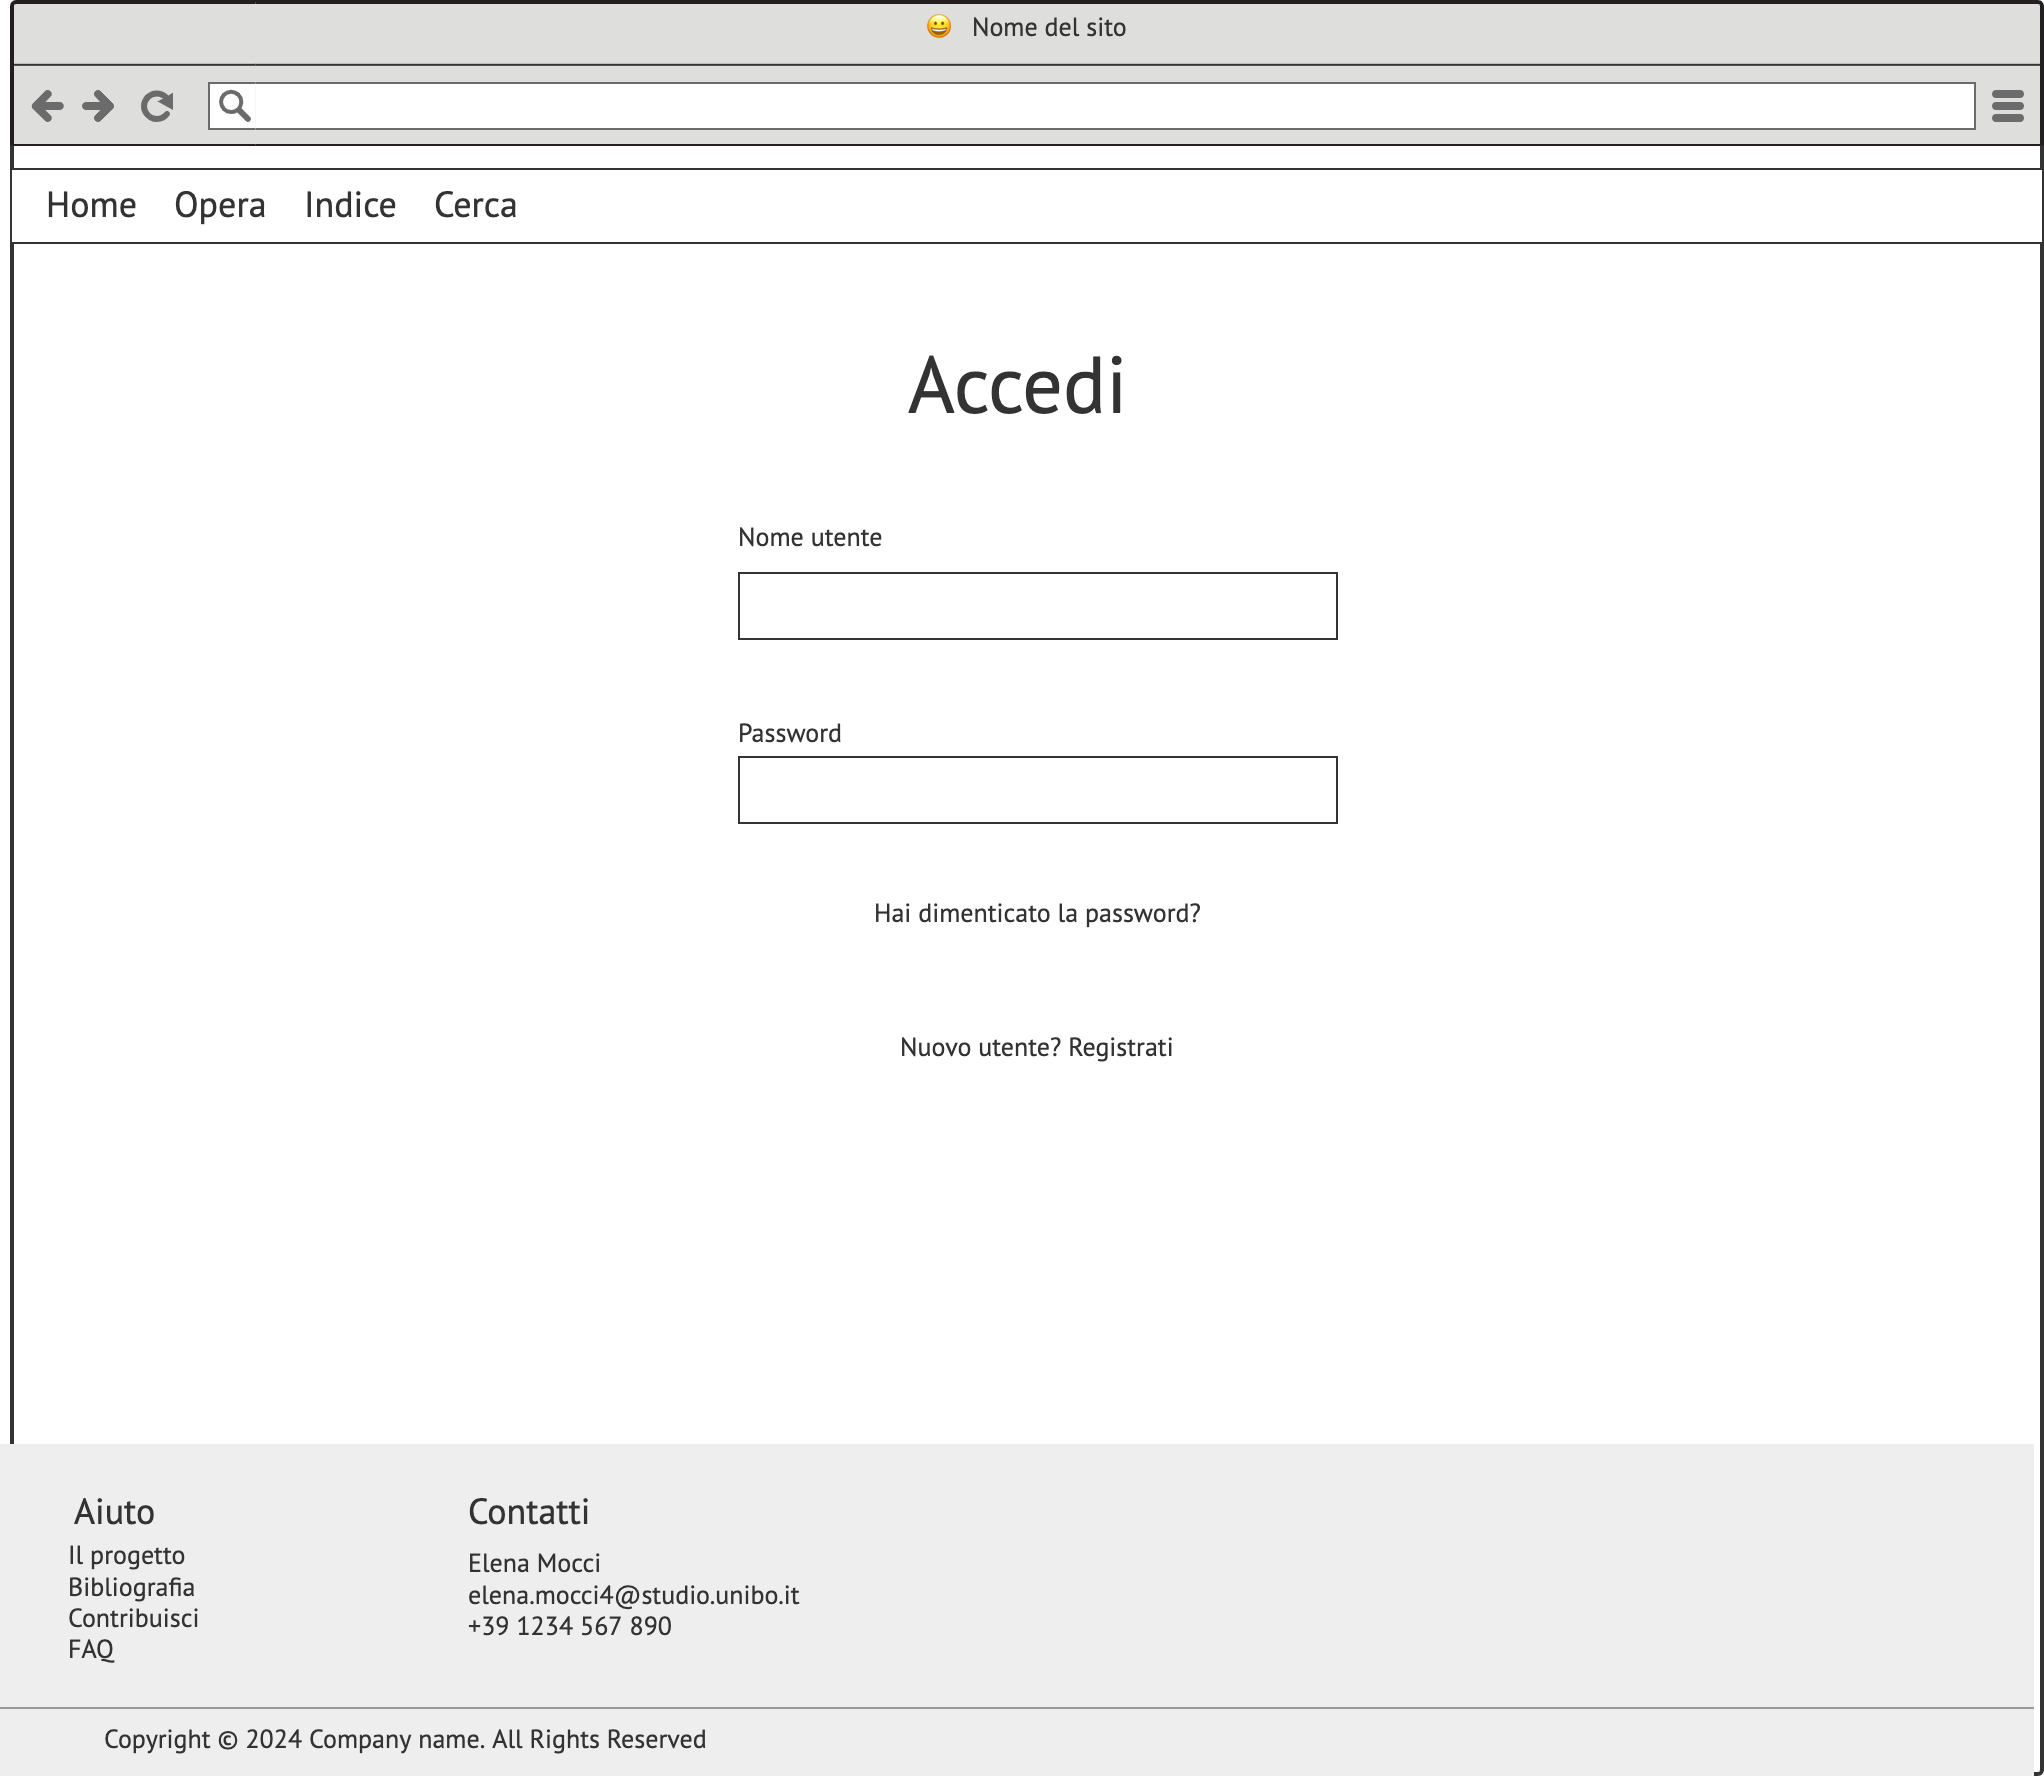 😀 Nome del sito
Home Opera Indice Cerca
Accedi
Nome utente
Password
Hai dimenticato la password?
Nuovo utente? Registrati
Aiuto
Il progetto
Bibliografia
Contribuisci
FAQ
Contatti
Elena Mocci
elena.mocci4@studio.unibo.it
+39 1234 567 890
Copyright © 2024 Company name. All Rights Reserved